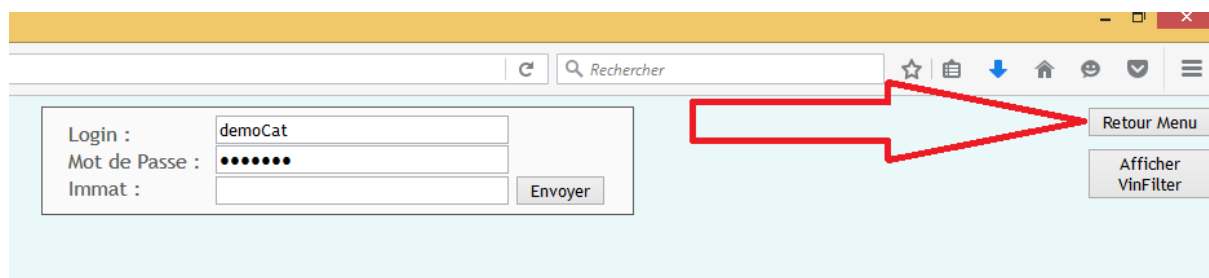 Rechercher
Login :
demoCat
Retour Menu
Mot de Passe :
•••••••
Afficher
VinFilter
Immat :
Envoyer